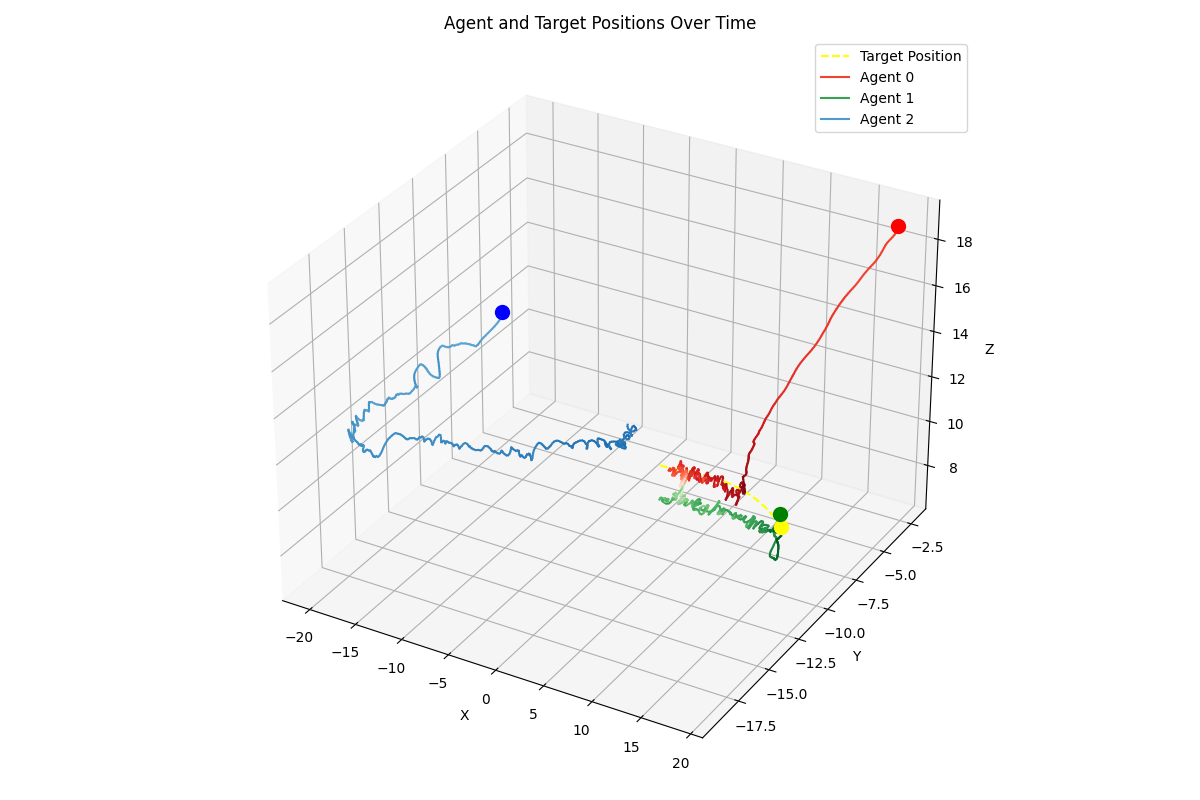 Agent and Target Positions Over Time
Target Position
Agent 0
Agent 1
Agent 2
18
16
14
12
10
8
Z
−2.5
−5.0
−7.5
−10.0
−12.5
−15.0
−17.5
Y
−20
−15
−10
−5
0
5
10
15
20
X